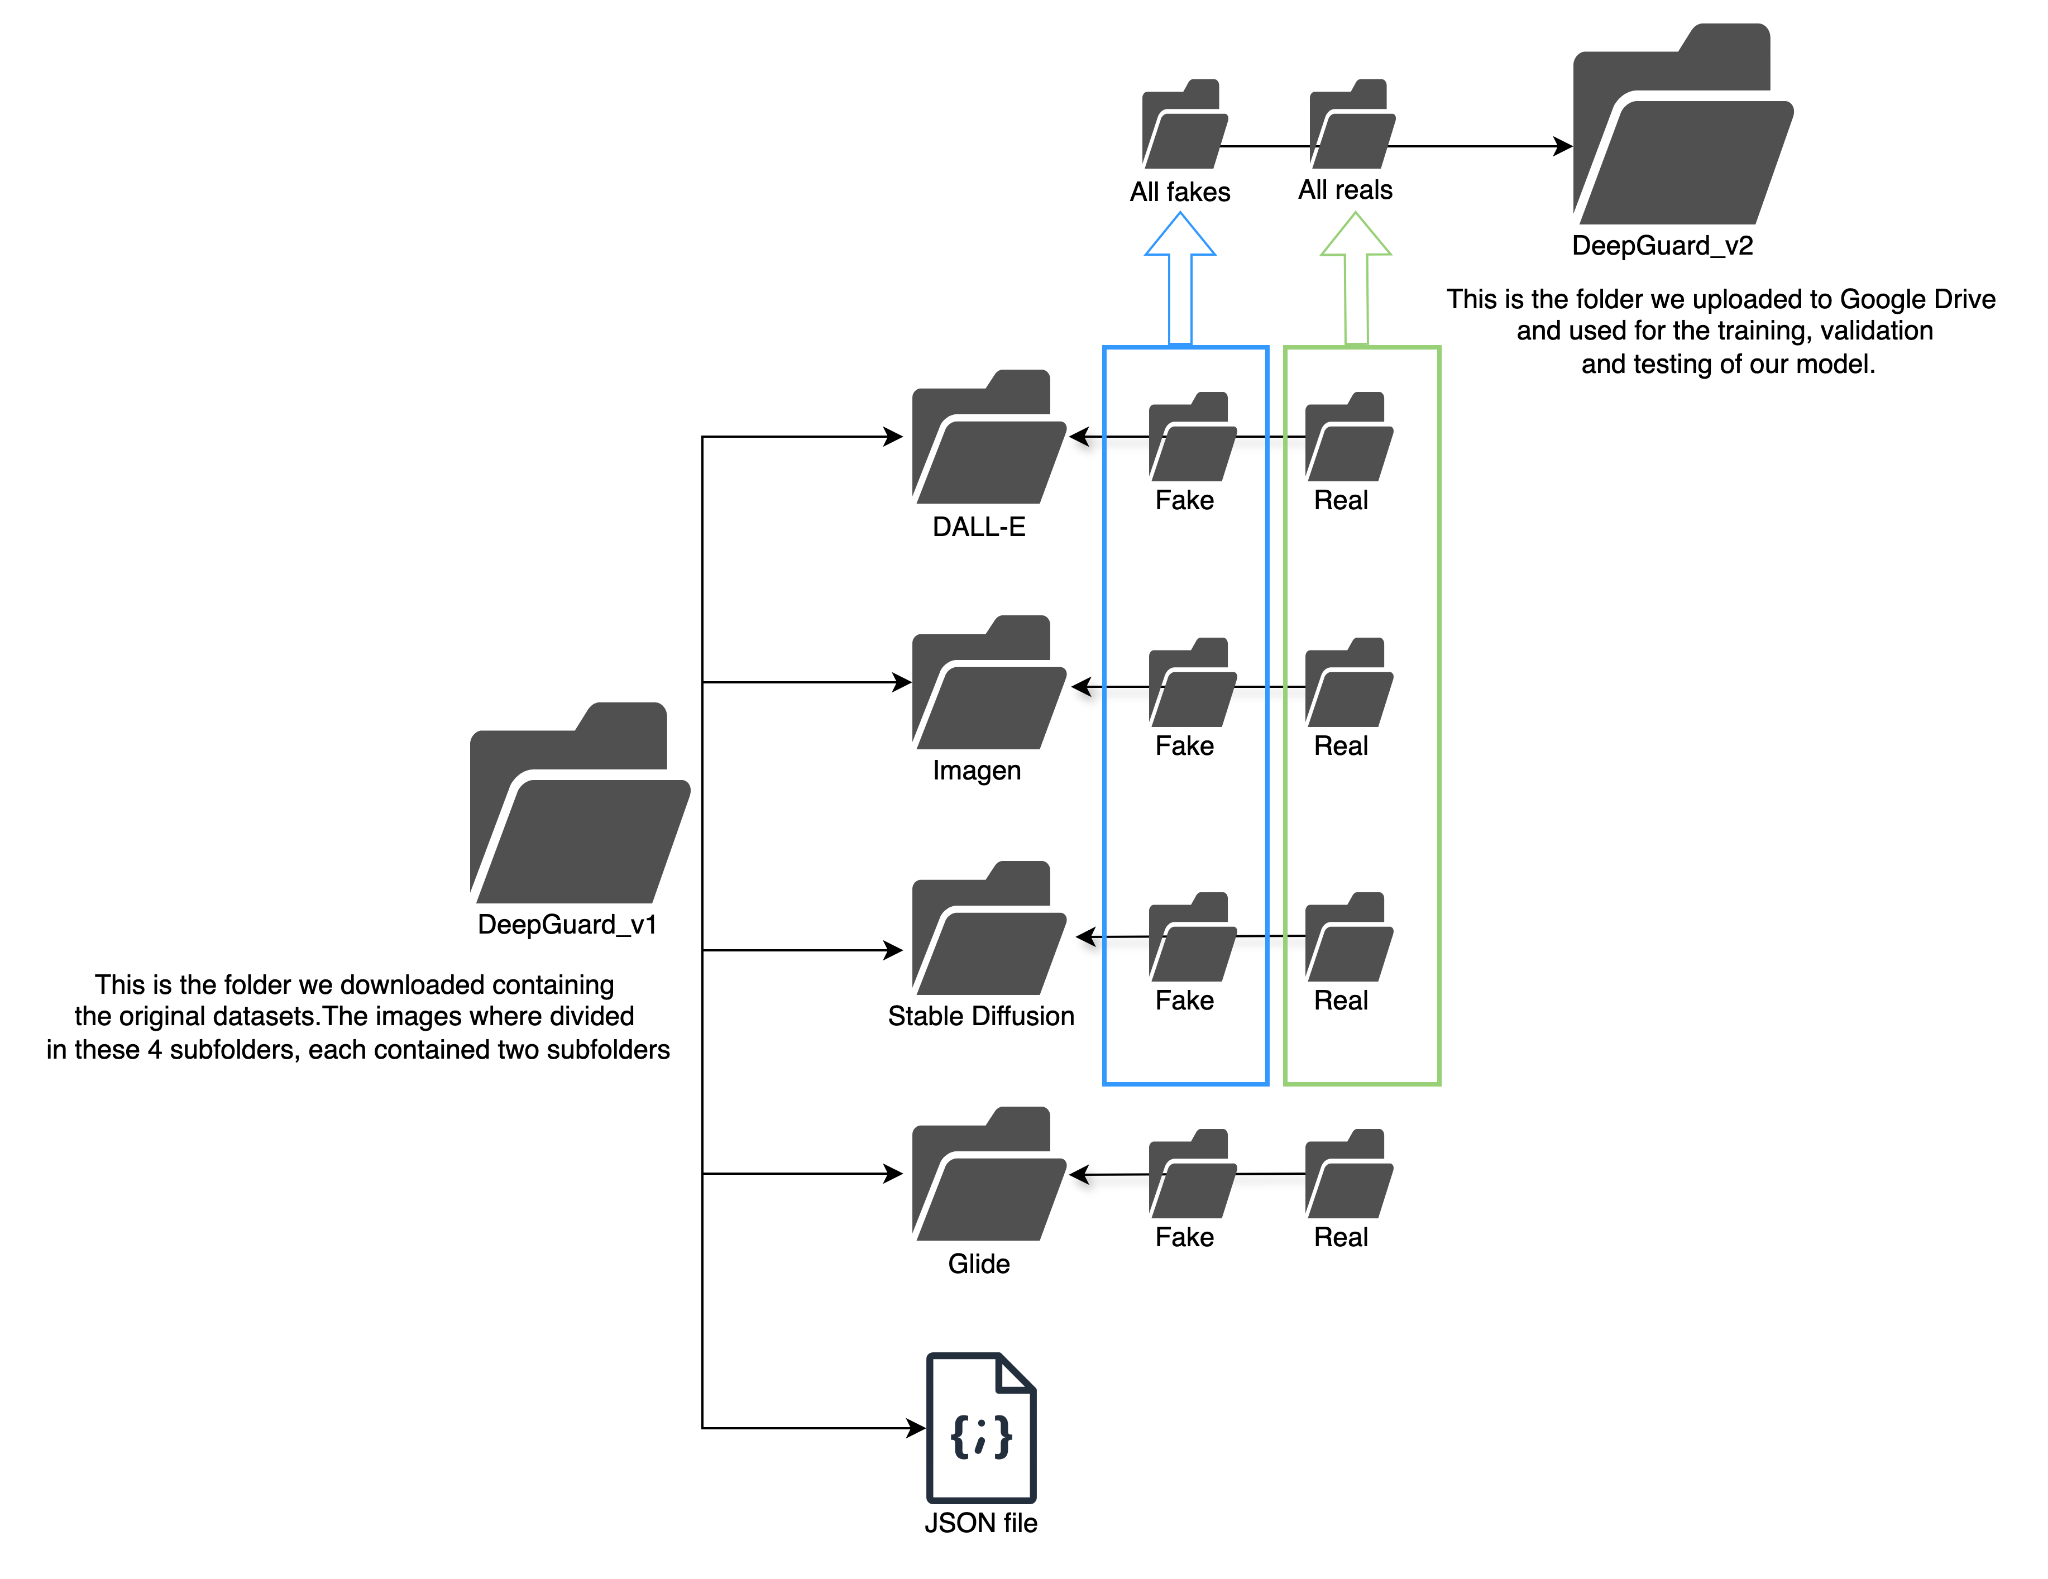 All fakes
All reals
DeepGuard_v2
This is the folder we uploaded to Google Drive
and used for the training, validation
and testing of our model.
Fake
Real
DALL-E
Fake
Real
Imagen
DeepGuard_v1
This is the folder we downloaded containing
the original datasets.The images where divided
in these 4 subfolders, each contained two subfolders
Fake
Real
Stable Diffusion
Fake
Real
Glide
{;}
JSON file